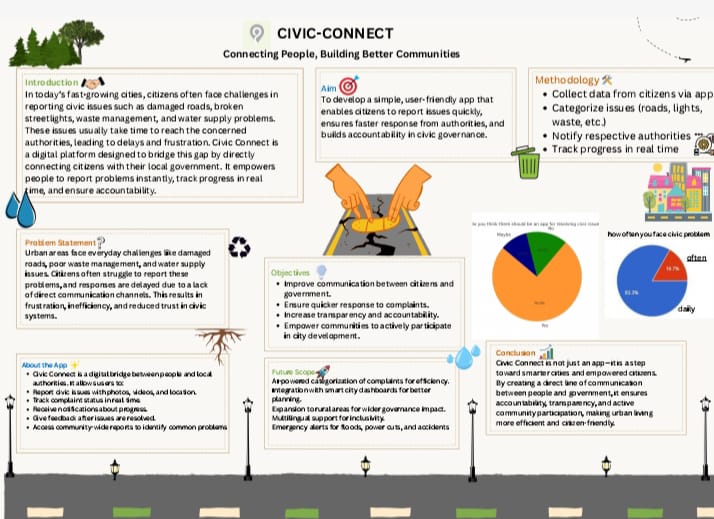 CIVIC-CONNECT
Connecting People, Building Better Communities
Introduction
In today's fast-growing cities, citizens often face challenges in
reporting civic issues such as damaged roads, broken
streetlights, waste management, and water supply problems.
These issues usually take time to reach the concerned
authorities, leading to delays and frustration. Civic Connect is
a digital platform designed to bridge this gap by directly
connecting citizens with their local government. It empowers
people to report problems instantly, track progress in real
time, and ensure accountability.
Aim
To develop a simple, user-friendly app that
enables citizens to report issues quickly,
ensures faster response from authorities, and
builds accountability in civic governance.
Methodology
• Collect data from citizens via app
• Categorize issues (roads, lights,
waste, etc.)
• Notify respective authorities
• Track progress in real time
Problem Statement
Urban areas face everyday challenges like damaged
roads, poor waste management, and water supply
issues. Citizens often struggle to report these
problems, and responses are delayed due to a lack
of direct communication channels. This results in
frustration, inefficiency, and reduced trust in civic
systems.
Objectives
• Improve communication between citizens and
government.
• Ensure quicker response to complaints.
• Increase transparency and accountability.
• Empower communities to actively participate
in city development.
do you think there should be an app for resolving civic issues
No
Maybe
Yes
how often you face civic problem
often
16.7%
83.3%
daily
About the App
• Civic Connect is a digital bridge between people and local
authorities. It allows users to:
• Report civic issues with photos, videos, and location.
• Track complaint status in real time.
• Receive notifications about progress.
• Give feedback after issues are resolved.
• Access community-wide reports to identify common problems
Future Scope
AI-powered categorization of complaints for efficiency.
Integration with smart city dashboards for better
planning.
Expansion to rural areas for wider governance impact.
Multilingual support for inclusivity.
Emergency alerts for floods, power cuts, and accidents
Conclusion
Civic Connect is not just an app—it is a step
toward smarter cities and empowered citizens.
By creating a direct line of communication
between people and government, it ensures
accountability, transparency, and active
community participation, making urban living
more efficient and citizen-friendly.